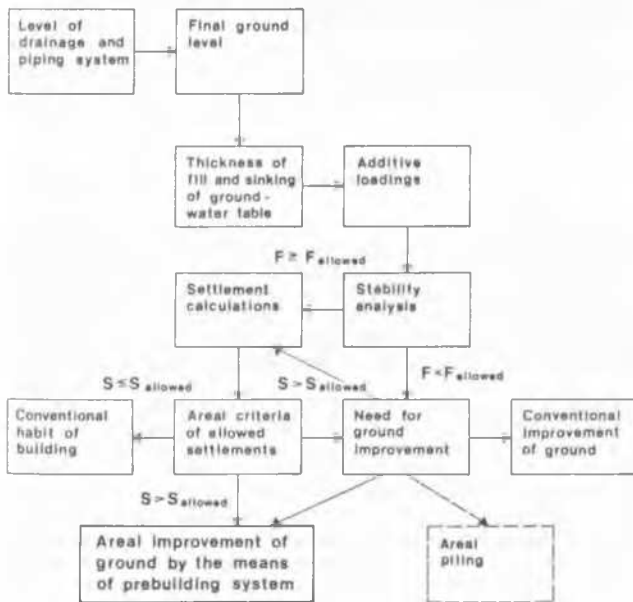 Level of
drainage and
piping system
Final ground
level
Thickness of
fill and sinking
of ground-
water table
Additive
loadings
F ≥ F allowed
Settlement
calculations
Stability
analysis
S ≤ S allowed
S > S allowed
F < F allowed
Conventional
habit of
building
Areal criteria
of allowed
settlements
Need for
ground
improvement
Conventional
improvement
of ground
S > S allowed
Areal improvement of
ground by the means
of prebuilding system
Areal
piling